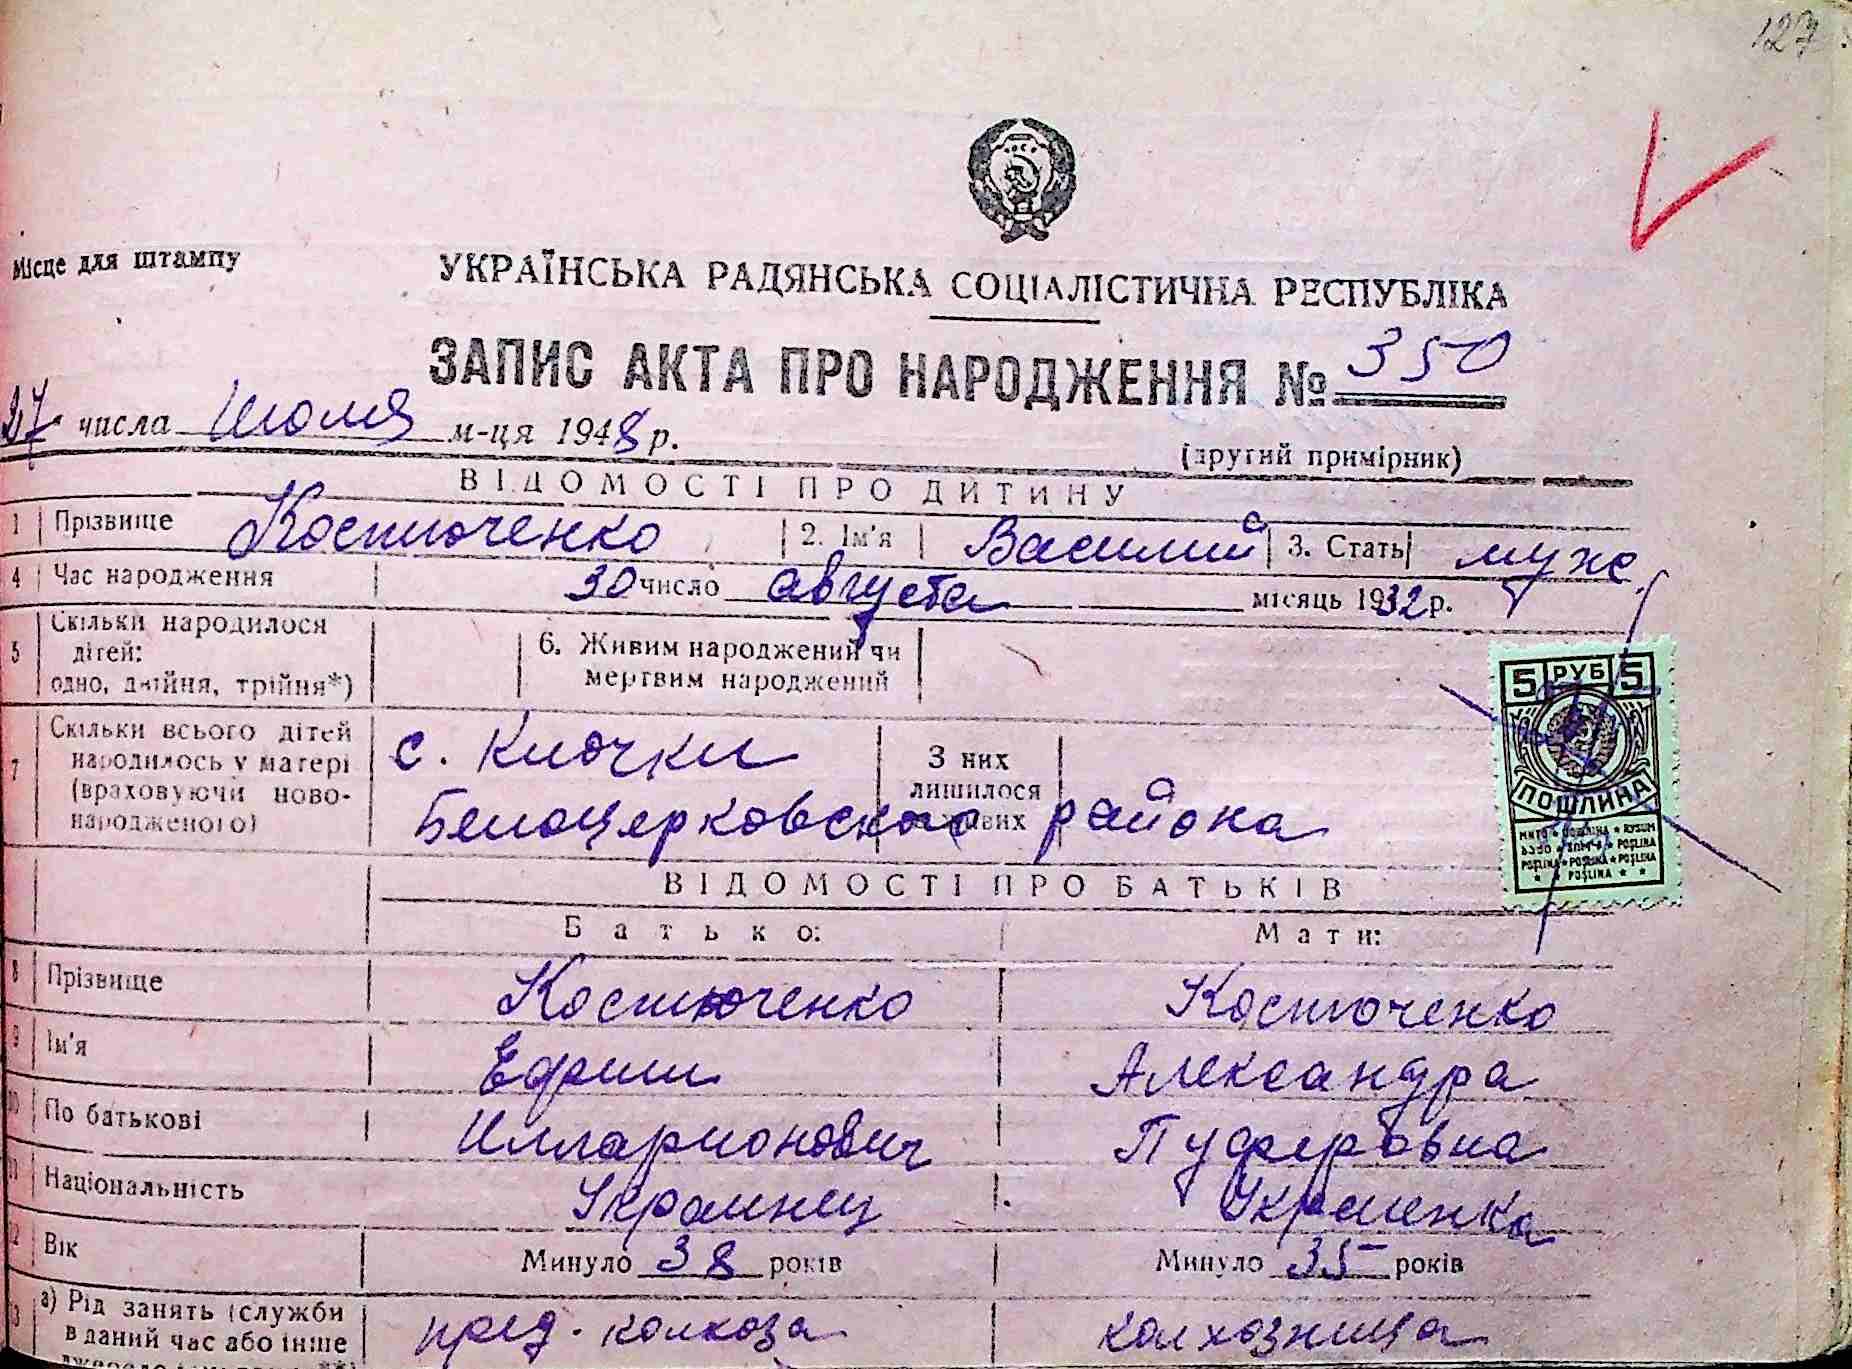 127
Місце для штампу
УКРАЇНСЬКА РАДЯНСЬКА СОЦІАЛІСТИЧНА РЕСПУБЛІКА
ЗАПИС АКТА ПРО НАРОДЖЕННЯ № 350
27 числа Июля м-ця 1948 р.
(другий примірник)
ВІДОМОСТІ ПРО ДИТИНУ
1 Прізвище Костюченко 2. Ім'я Василий 3. Стать муж
4 Час народження 30 число августа місяць 1932 р.
5 Скільки народилося дітей: одно, двійня, трійня*) 6. Живим народжений чи мертвим народжений
7 Скільки всього дітей народилось у матері (враховуючи новонародженого) с. Клочки Белоцерковского района З них лишилося живих
5 РУБ 5
ПОШЛИНА
ВІДОМОСТІ ПРО БАТЬКІВ
Батько: Мати:
8 Прізвище Костюченко Костюченко
9 Ім'я Ефрим Александра
10 По батькові Илларионович
11 Національність Украинец Украенка
12 Вік Минуло 38 років Минуло 35 років
13 а) Рід занять (служби в даний час або інше пред. колхоза колхозница